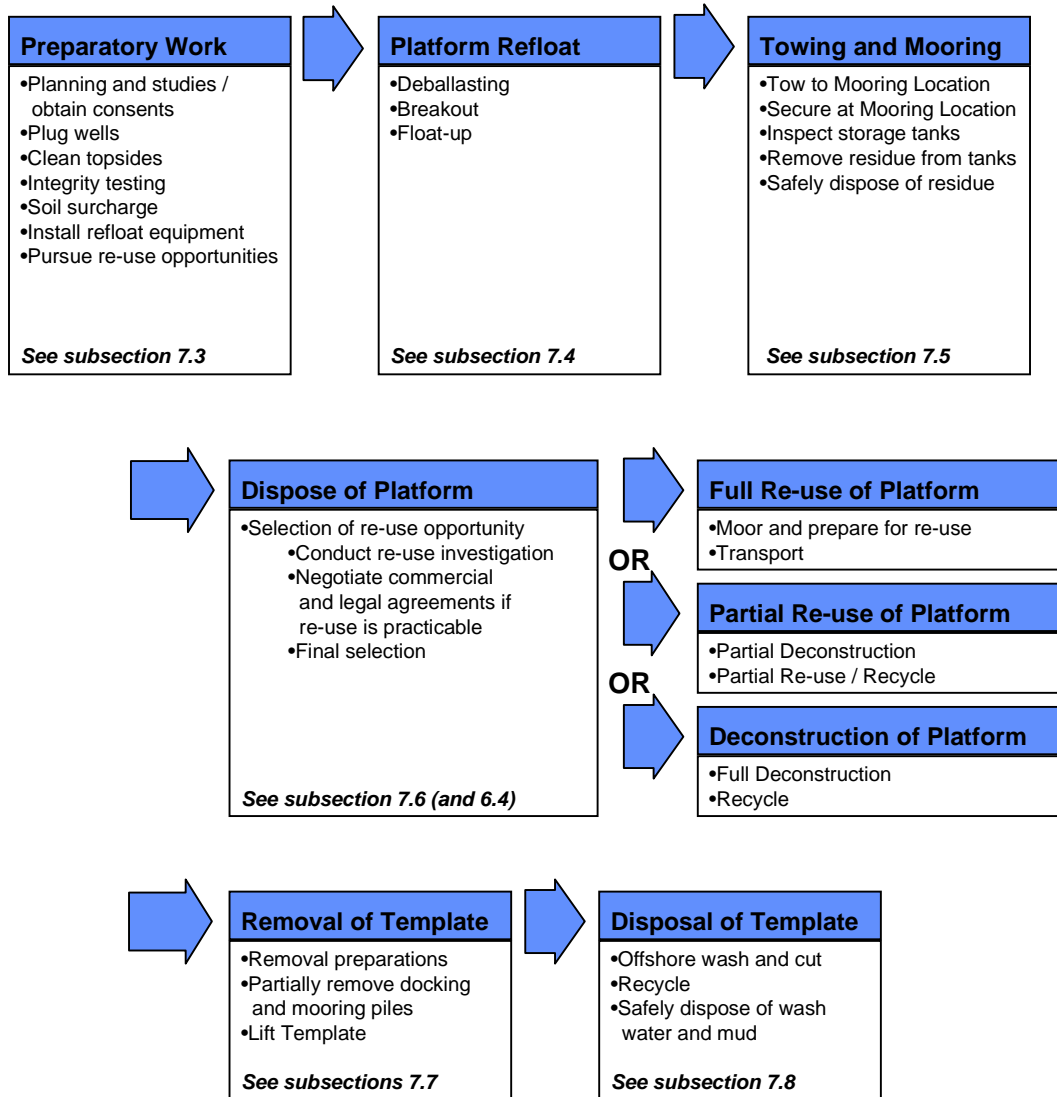 Preparatory Work
•Planning and studies /
obtain consents
•Plug wells
•Clean topsides
•Integrity testing
•Soil surcharge
•Install refloat equipment
•Pursue re-use opportunities
See subsection 7.3
Platform Refloat
•Deballasting
•Breakout
•Float-up
See subsection 7.4
Towing and Mooring
•Tow to Mooring Location
•Secure at Mooring Location
•Inspect storage tanks
•Remove residue from tanks
•Safely dispose of residue
See subsection 7.5
Dispose of Platform
•Selection of re-use opportunity
•Conduct re-use investigation
•Negotiate commercial
and legal agreements if
re-use is practicable
•Final selection
See subsection 7.6 (and 6.4)
Full Re-use of Platform
•Moor and prepare for re-use
•Transport
OR
Partial Re-use of Platform
•Partial Deconstruction
•Partial Re-use / Recycle
OR
Deconstruction of Platform
•Full Deconstruction
•Recycle
Removal of Template
•Removal preparations
•Partially remove docking
and mooring piles
•Lift Template
See subsections 7.7
Disposal of Template
•Offshore wash and cut
•Recycle
•Safely dispose of wash
water and mud
See subsection 7.8